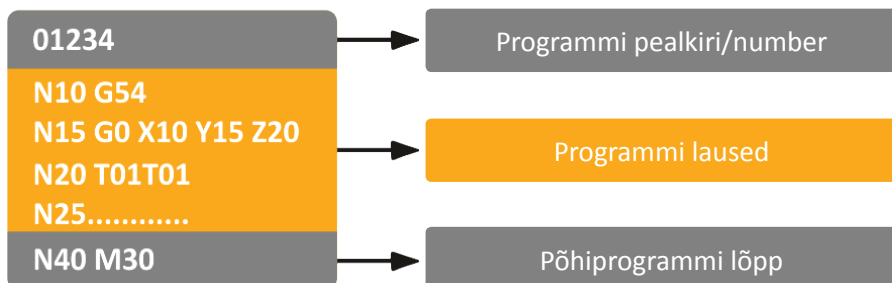 01234
Programmi pealkiri/number
N10 G54
N15 G0 X10 Y15 Z20
N20 T01T01
N25............
Programmi laused
N40 M30
Põhiprogrammi lõpp